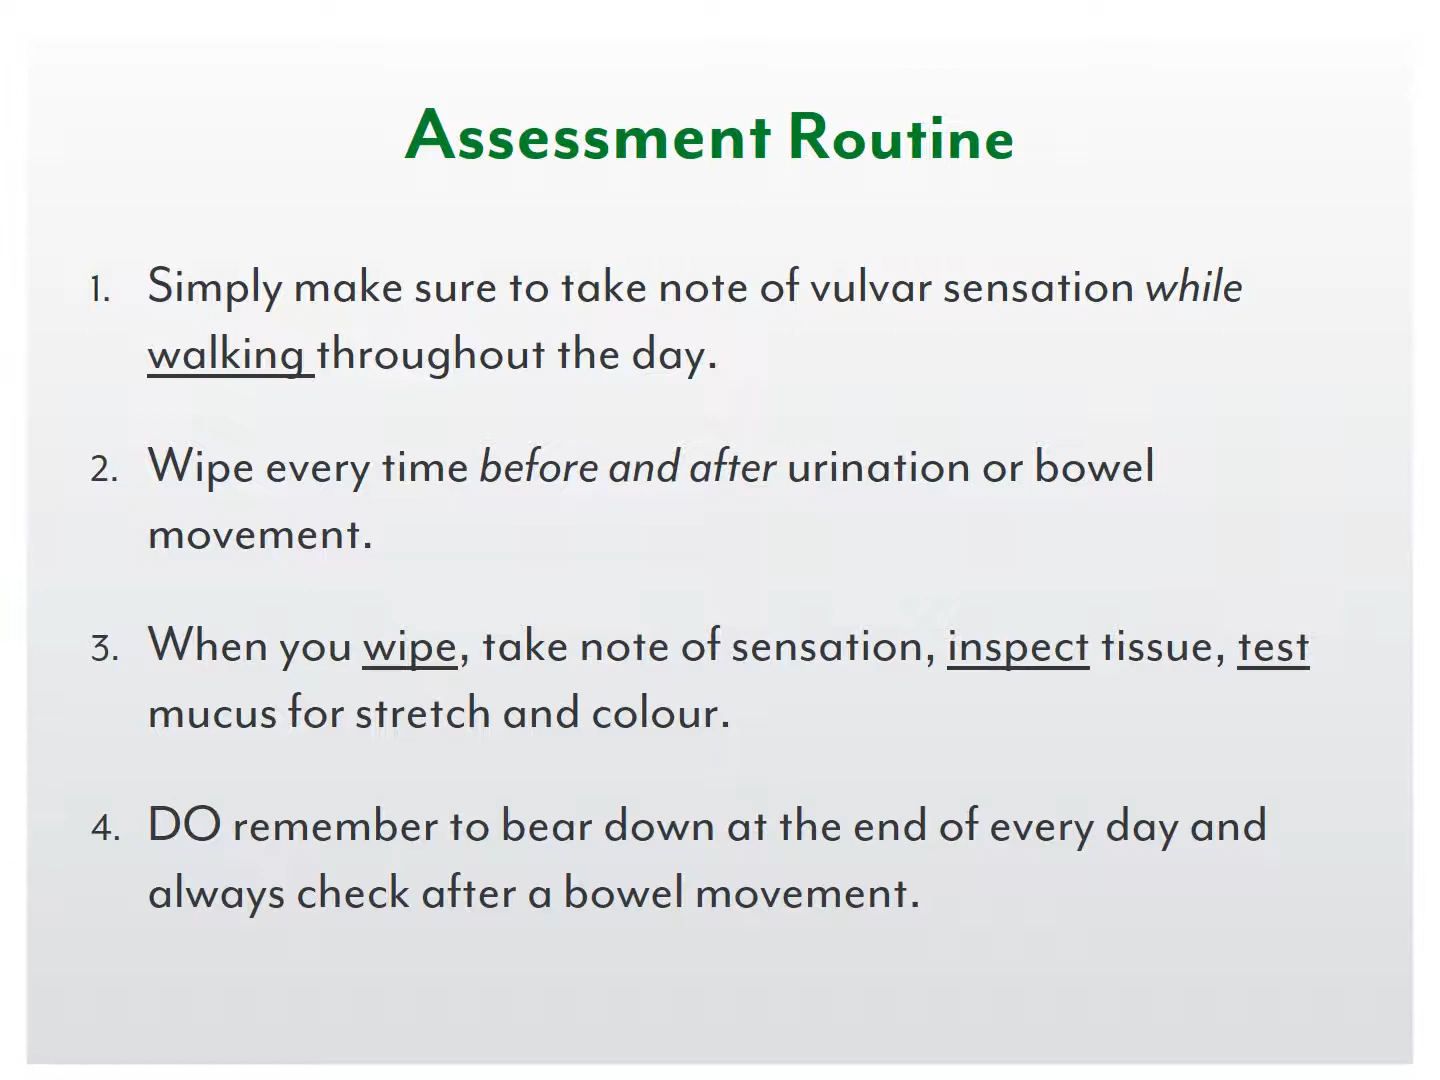 Assessment Routine
1. Simply make sure to take note of vulvar sensation while
walking throughout the day.
2. Wipe every time before and after urination or bowel
movement.
3. When you wipe, take note of sensation, inspect tissue, test
mucus for stretch and colour.
4. DO remember to bear down at the end of every day and
always check after a bowel movement.